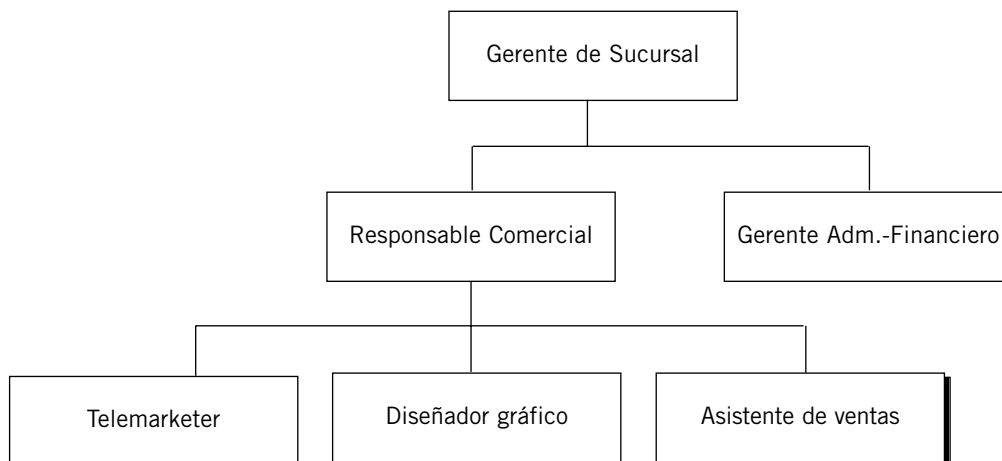 Gerente de Sucursal
Responsable Comercial
Gerente Adm.-Financiero
Telemarketer
Diseñador gráfico
Asistente de ventas